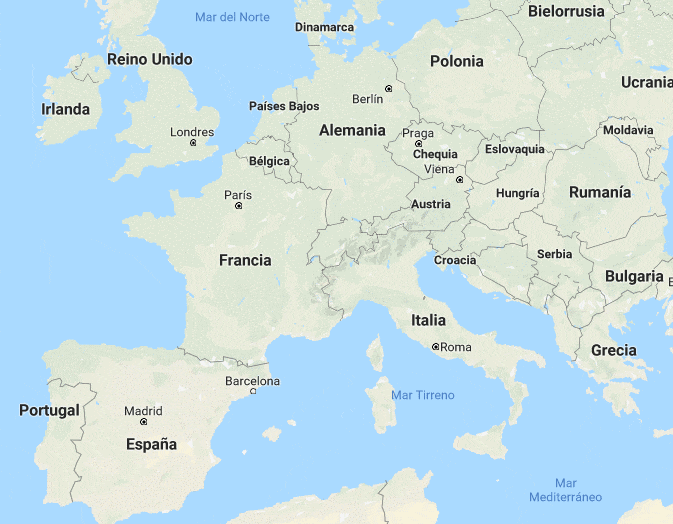 Bielorrusia
Mar del Norte
Dinamarca
Reino Unido
Polonia
Ucrania
Berlín
Irlanda
Países Bajos
Londres
Alemania
Praga
Moldavia
Chequia
Eslovaquia
Bélgica
Viena
París
Austria
Hungría
Rumanía
Francia
Croacia
Serbia
Bulgaria
E
Italia
Roma
Grecia
Barcelona
Mar Tirreno
Portugal
Madrid
España
Mar
Mediterráneo